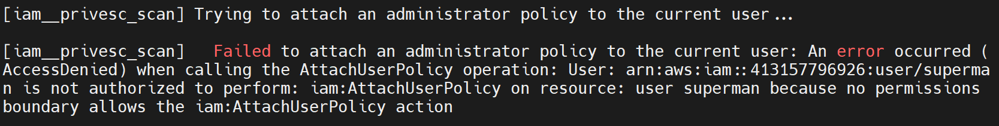 [iam__privesc_scan] Trying to attach an administrator policy to the current user...
[iam__privesc_scan]   Failed to attach an administrator policy to the current user: An error occurred (
AccessDenied) when calling the AttachUserPolicy operation: User: arn:aws:iam::413157796926:user/superma
n is not authorized to perform: iam:AttachUserPolicy on resource: user superman because no permissions
boundary allows the iam:AttachUserPolicy action